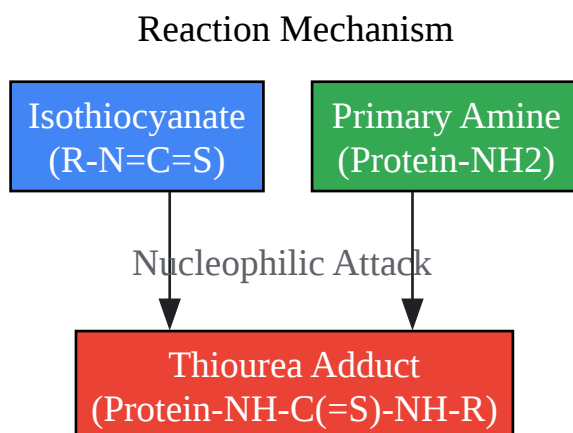 Reaction Mechanism
Isothiocyanate
(R-N=C=S)
Primary Amine
(Protein-NH2)
Nucleophilic Attack
Thiourea Adduct
(Protein-NH-C(=S)-NH-R)